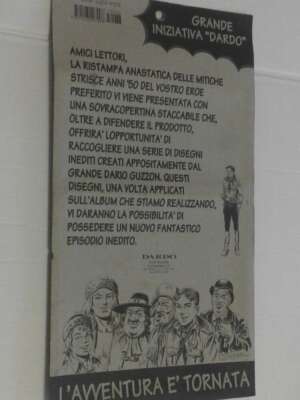 GRANDE
INIZIATIVA "DARDO"
AMICI LETTORI,
LA RISTAMPA ANASTATICA DELLE MITICHE
STRISCE ANNI '50 DEL VOSTRO EROE
PREFERITO VI VIENE PRESENTATA CON
UNA SOVRACOPERTINA STACCABILE CHE,
OLTRE A DIFENDERE IL PRODOTTO,
OFFRIRA' L'OPPORTUNITA' DI
RACCOGLIERE UNA SERIE DI DISEGNI
INEDITI CREATI APPOSITAMENTE DAL
GRANDE DARIO GUZZON. QUESTI
DISEGNI, UNA VOLTA APPLICATI
SULL'ALBUM CHE STIAMO REALIZZANDO,
VI DARANNO LA POSSIBILITA' DI
POSSEDERE UN NUOVO FANTASTICO
EPISODIO INEDITO.
L'AVVENTURA E' TORNATA